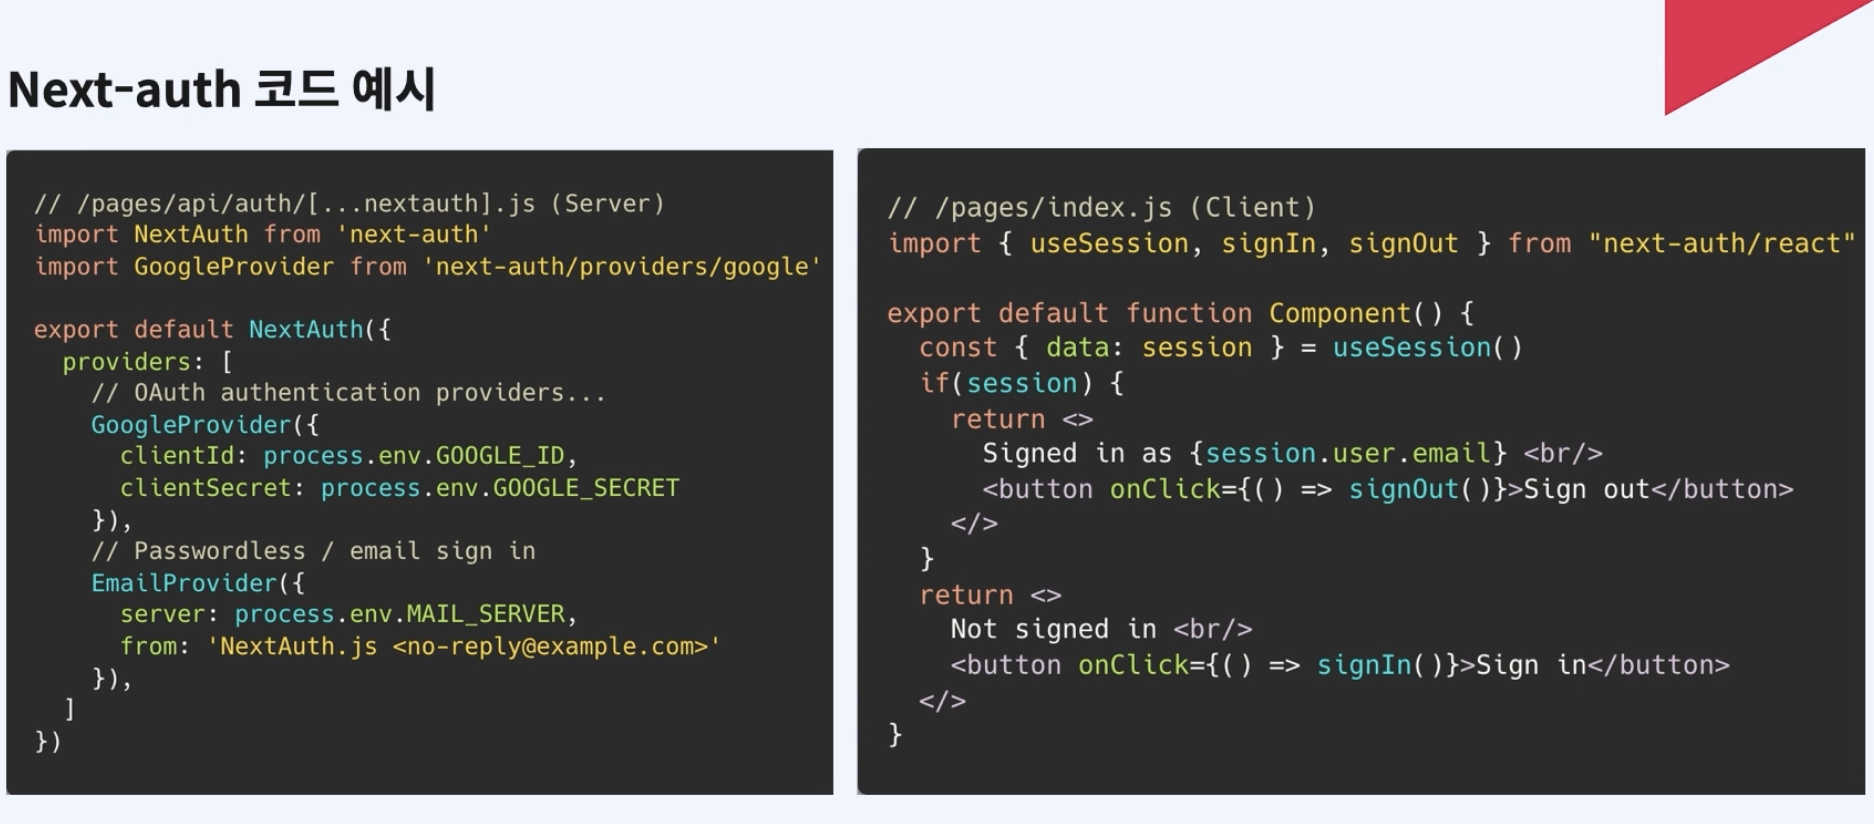 Next-auth 코드 예시
// /pages/api/auth/[...nextauth].js (Server)
import NextAuth from 'next-auth'
import GoogleProvider from 'next-auth/providers/google'
export default NextAuth({
  providers: [
    // OAuth authentication providers...
    GoogleProvider({
      clientId: process.env.GOOGLE_ID,
      clientSecret: process.env.GOOGLE_SECRET
    }),
    // Passwordless / email sign in
    EmailProvider({
      server: process.env.MAIL_SERVER,
      from: 'NextAuth.js <no-reply@example.com>'
    }),
  ]
})
// /pages/index.js (Client)
import { useSession, signIn, signOut } from "next-auth/react"
export default function Component() {
  const { data: session } = useSession()
  if(session) {
    return <>
      Signed in as {session.user.email} <br/>
      <button onClick={() => signOut()}>Sign out</button>
    </>
  }
  return <>
    Not signed in <br/>
    <button onClick={() => signIn()}>Sign in</button>
  </>
}